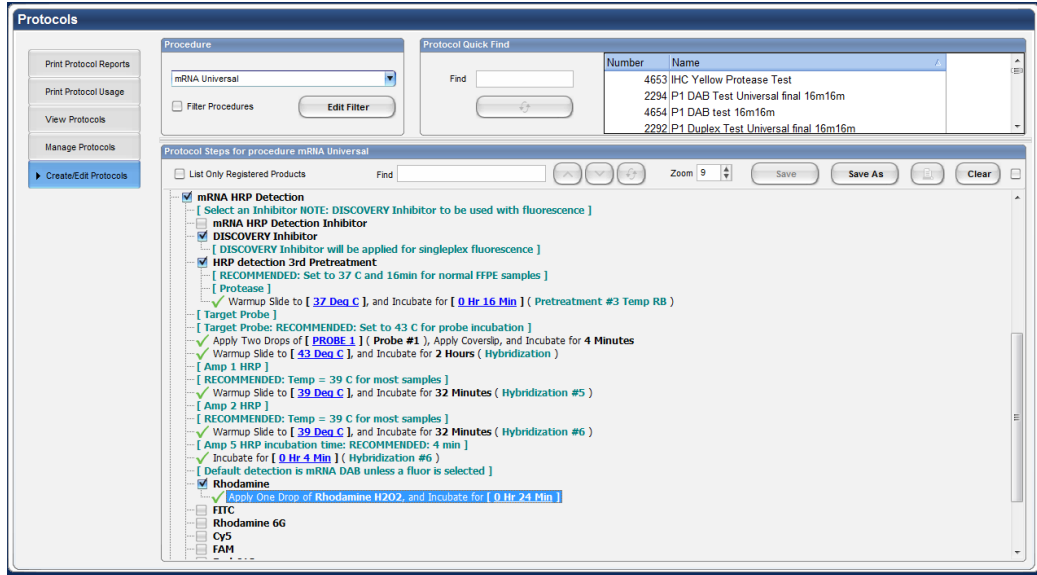 Protocols
Print Protocol Reports
Print Protocol Usage
View Protocols
Manage Protocols
Create/Edit Protocols
Procedure
mRNA Universal
Filter Procedures
Edit Filter
Protocol Quick Find
Find
Number Name
4653 IHC Yellow Protease Test
2294 P1 DAB Test Universal final 16m16m
4654 P1 DAB test 16m16m
2292 P1 Duplex Test Universal final 16m16m
Protocol Steps for procedure mRNA Universal
List Only Registered Products Find Zoom 9 Save Save As Clear
mRNA HRP Detection
[ Select an Inhibitor NOTE: DISCOVERY Inhibitor to be used with fluorescence ]
mRNA HRP Detection Inhibitor
DISCOVERY Inhibitor
[ DISCOVERY Inhibitor will be applied for singleplex fluorescence ]
HRP detection 3rd Pretreatment
[ RECOMMENDED: Set to 37 C and 16min for normal FFPE samples ]
[ Protease ]
Warmup Slide to [ 37 Deg C ], and Incubate for [ 0 Hr 16 Min ] ( Pretreatment #3 Temp RB )
[ Target Probe ]
[ Target Probe: RECOMMENDED: Set to 43 C for probe incubation ]
Apply Two Drops of [ PROBE 1 ] ( Probe #1 ), Apply Coverslip, and Incubate for 4 Minutes
Warmup Slide to [ 43 Deg C ], and Incubate for 2 Hours ( Hybridization )
[ Amp 1 HRP ]
[ RECOMMENDED: Temp = 39 C for most samples ]
Warmup Slide to [ 39 Deg C ], and Incubate for 32 Minutes ( Hybridization #5 )
[ Amp 2 HRP ]
[ RECOMMENDED: Temp = 39 C for most samples ]
Warmup Slide to [ 39 Deg C ], and Incubate for 32 Minutes ( Hybridization #6 )
[ Amp 5 HRP incubation time: RECOMMENDED: 4 min ]
Incubate for [ 0 Hr 4 Min ] ( Hybridization #6 )
[ Default detection is mRNA DAB unless a fluor is selected ]
Rhodamine
Apply One Drop of Rhodamine H2O2, and Incubate for [ 0 Hr 24 Min ]
FITC
Rhodamine 6G
Cy5
FAM